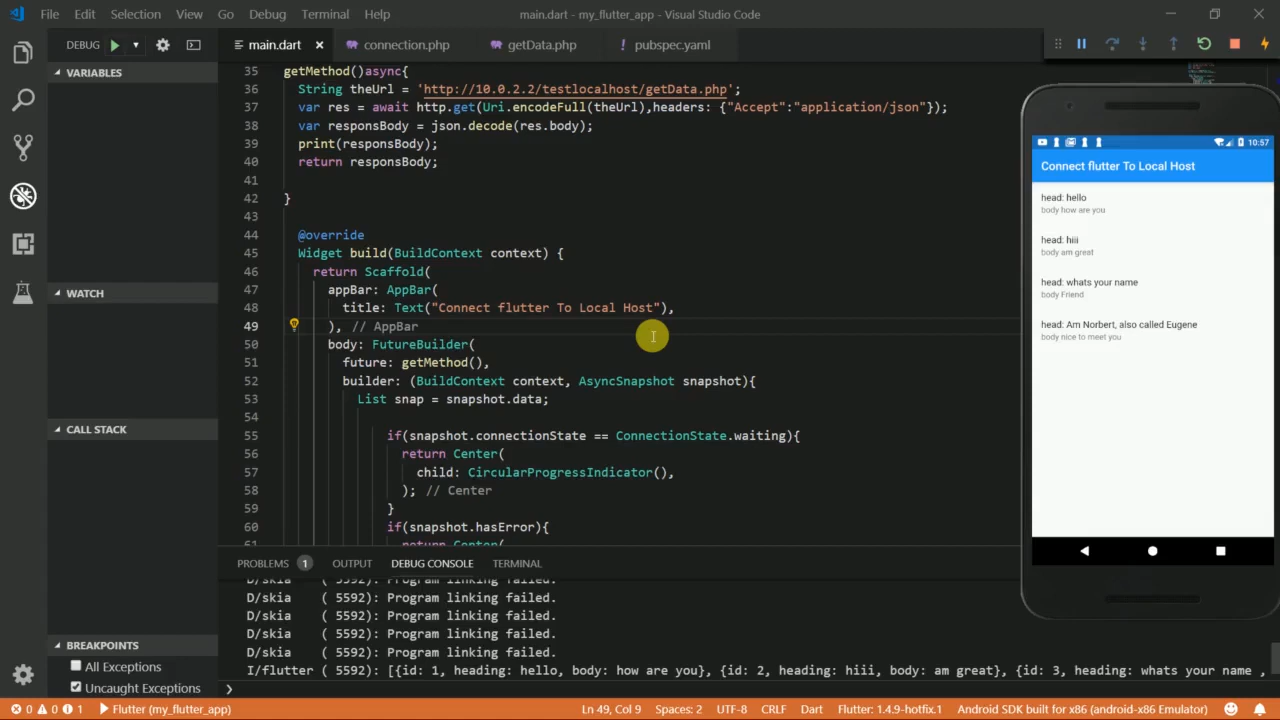 File Edit Selection View Go Debug Terminal Help
main.dart - my_flutter_app - Visual Studio Code
DEBUG
main.dart
connection.php
getData.php
! pubspec.yaml
VARIABLES
WATCH
CALL STACK
BREAKPOINTS
All Exceptions
Uncaught Exceptions
35 getMethod()async{
36 String theUrl = 'http://10.0.2.2/testlocalhost/getData.php';
37 var res = await http.get(Uri.encodeFull(theUrl),headers: {"Accept":"application/json"});
38 var responsBody = json.decode(res.body);
39 print(responsBody);
40 return responsBody;
41
42 }
43
44 @override
45 Widget build(BuildContext context) {
46 return Scaffold(
47 appBar: AppBar(
48 title: Text("Connect flutter To Local Host"),
49 ), // AppBar
50 body: FutureBuilder(
51 future: getMethod(),
52 builder: (BuildContext context, AsyncSnapshot snapshot){
53 List snap = snapshot.data;
54
55 if(snapshot.connectionState == ConnectionState.waiting){
56 return Center(
57 child: CircularProgressIndicator(),
58 ); // Center
59 }
60 if(snapshot.hasError){
61 return Center(
10:57
Connect flutter To Local Host
head: hello
body how are you
head: hiii
body am great
head: whats your name
body Friend
head: Am Norbert, also called Eugene
body nice to meet you
PROBLEMS 1 OUTPUT DEBUG CONSOLE TERMINAL
D/skia ( 5592): Program linking failed.
D/skia ( 5592): Program linking failed.
D/skia ( 5592): Program linking failed.
D/skia ( 5592): Program linking failed.
D/skia ( 5592): Program linking failed.
I/flutter ( 5592): [{id: 1, heading: hello, body: how are you}, {id: 2, heading: hiii, body: am great}, {id: 3, heading: whats your name ,
0 0 1 Flutter (my_flutter_app)
Ln 49, Col 9 Spaces: 2 UTF-8 CRLF Dart Flutter: 1.4.9-hotfix.1 Android SDK built for x86 (android-x86 Emulator)